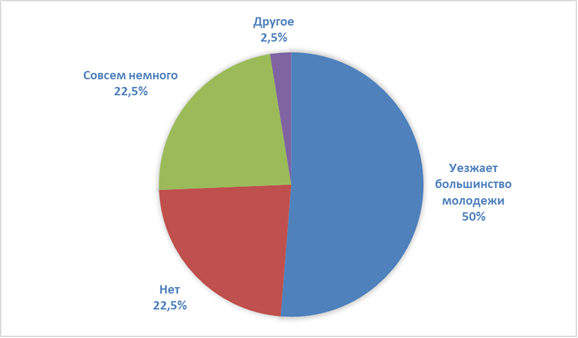 Другое
2,5%
Совсем немного
22,5%
Уезжает
большинство
молодежи
50%
Нет
22,5%